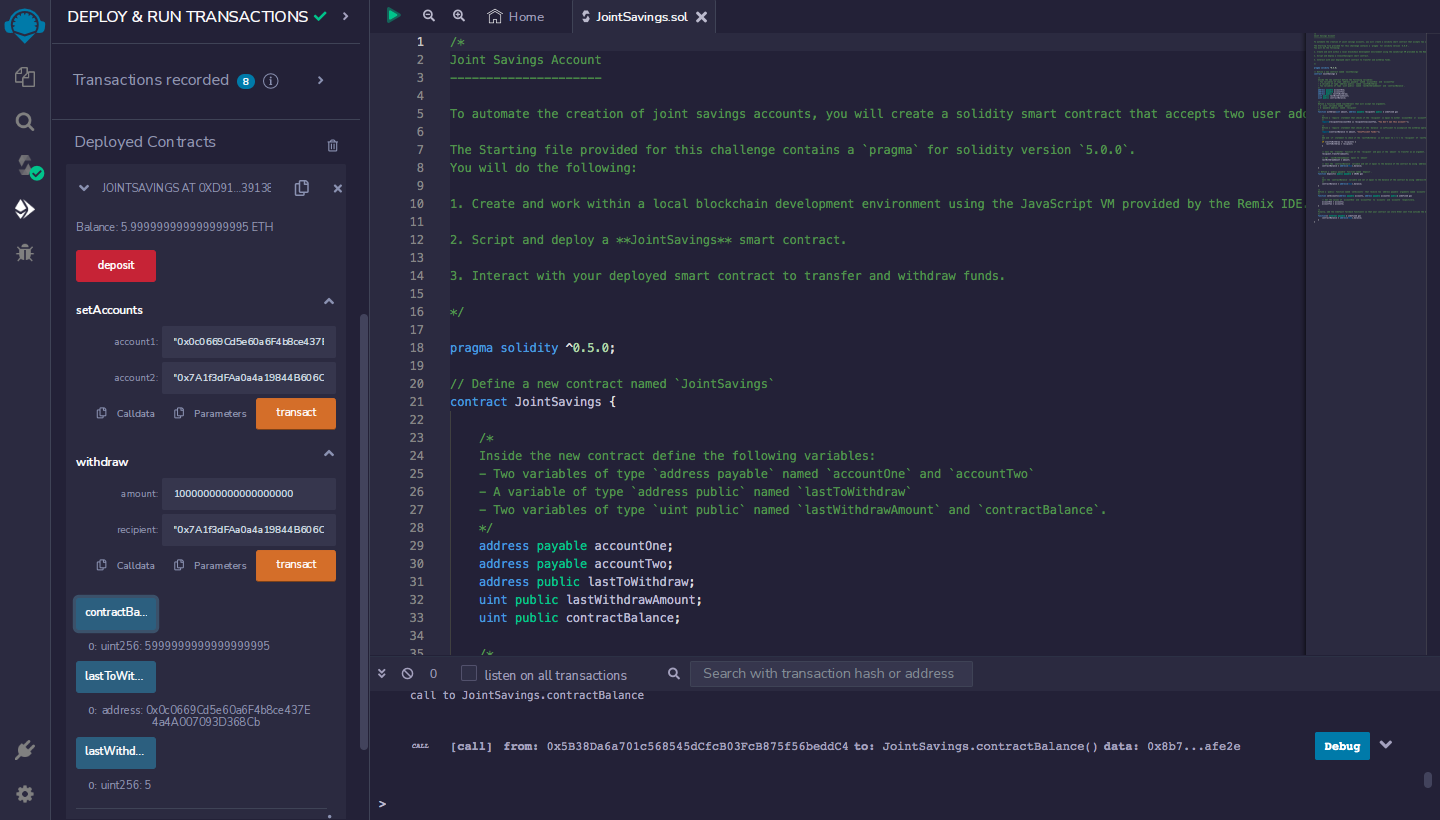 DEPLOY & RUN TRANSACTIONS
Transactions recorded 8 i
Deployed Contracts
JOINTSAVINGS AT 0XD91...39138
Balance: 5.999999999999999995 ETH
deposit
setAccounts
account1: "0x0c0669Cd5e60a6F4b8ce437E
account2: "0x7A1f3dFAa0a4a19844B606C
Calldata Parameters transact
withdraw
amount: 10000000000000000000
recipient: "0x7A1f3dFAa0a4a19844B606C
Calldata Parameters transact
contractBa...
0: uint256: 5999999999999999995
lastToWit...
0: address: 0x0c0669Cd5e60a6F4b8ce437E
4a4A007093D368Cb
lastWithd...
0: uint256: 5
Home JointSavings.sol
1 /*
2 Joint Savings Account
3 ---------------------
4
5 To automate the creation of joint savings accounts, you will create a solidity smart contract that accepts two user add
6
7 The Starting file provided for this challenge contains a `pragma` for solidity version `5.0.0`.
8 You will do the following:
9
10 1. Create and work within a local blockchain development environment using the JavaScript VM provided by the Remix IDE.
11
12 2. Script and deploy a **JointSavings** smart contract.
13
14 3. Interact with your deployed smart contract to transfer and withdraw funds.
15
16 */
17
18 pragma solidity ^0.5.0;
19
20 // Define a new contract named `JointSavings`
21 contract JointSavings {
22
23 /*
24 Inside the new contract define the following variables:
25 - Two variables of type `address payable` named `accountOne` and `accountTwo`
26 - A variable of type `address public` named `lastToWithdraw`
27 - Two variables of type `uint public` named `lastWithdrawAmount` and `contractBalance`.
28 */
29 address payable accountOne;
30 address payable accountTwo;
31 address public lastToWithdraw;
32 uint public lastWithdrawAmount;
33 uint public contractBalance;
34
35 /*
0 listen on all transactions Search with transaction hash or address
call to JointSavings.contractBalance
CALL [call] from: 0x5B38Da6a701c568545dCfcB03FcB875f56beddC4 to: JointSavings.contractBalance() data: 0x8b7...afe2e Debug
>